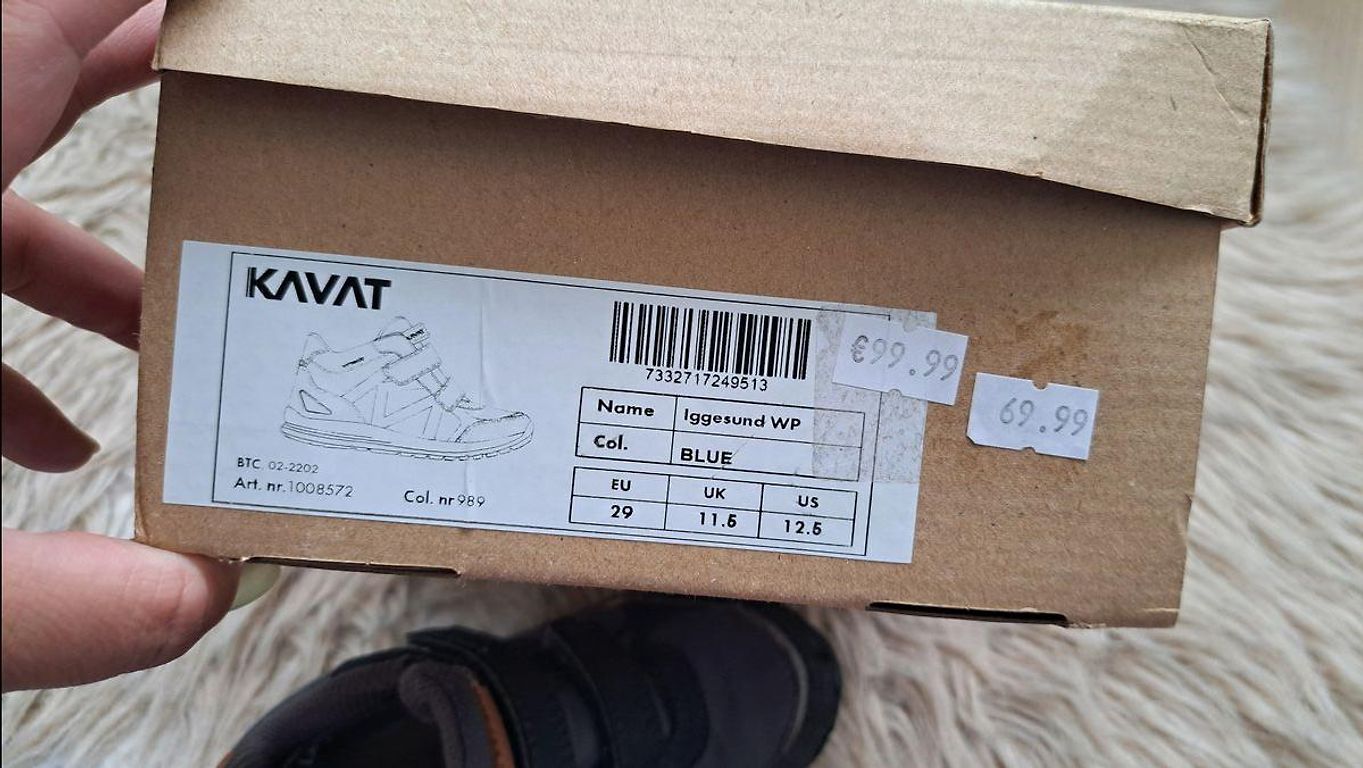 KAVAT
7332717249513
€99.99
69.99
Name Iggesund WP
Col. BLUE
BTC. 02-2202
Art. nr.1008572
Col. nr 989
EU UK US
29 11.5 12.5